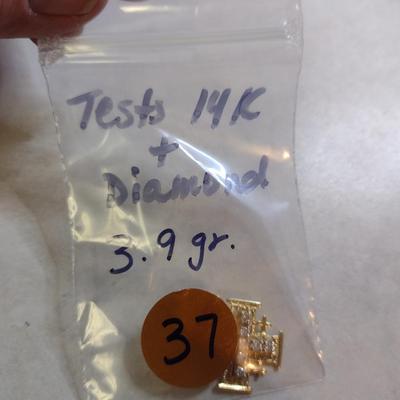 Tests 14K
+
Diamond
3.9 gr.
37